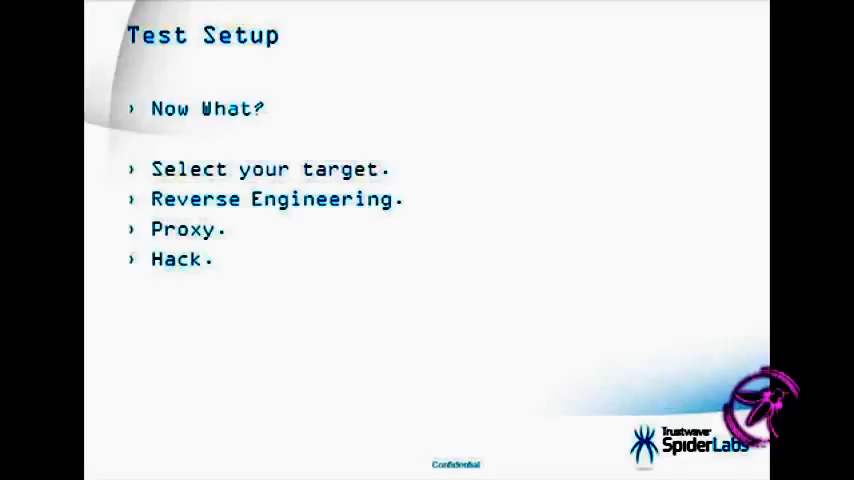 Test Setup
› Now What?
› Select your target.
› Reverse Engineering.
› Proxy.
› Hack.
Trustwave®
SpiderLabs
Confidential